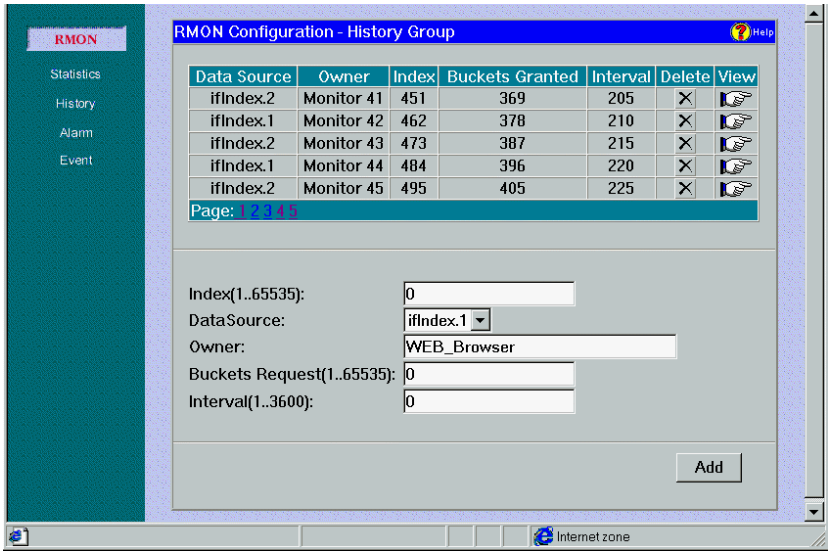 RMON
Statistics
History
Alarm
Event
RMON Configuration - History Group
Help
Data Source Owner Index Buckets Granted Interval Delete View
ifIndex.2 Monitor 41 451 369 205 X
ifIndex.1 Monitor 42 462 378 210 X
ifIndex.2 Monitor 43 473 387 215 X
ifIndex.1 Monitor 44 484 396 220 X
ifIndex.2 Monitor 45 495 405 225 X
Page: 1 2 3 4 5
Index(1..65535): 0
DataSource: ifIndex.1
Owner: WEB_Browser
Buckets Request(1..65535): 0
Interval(1..3600): 0
Add
Internet zone